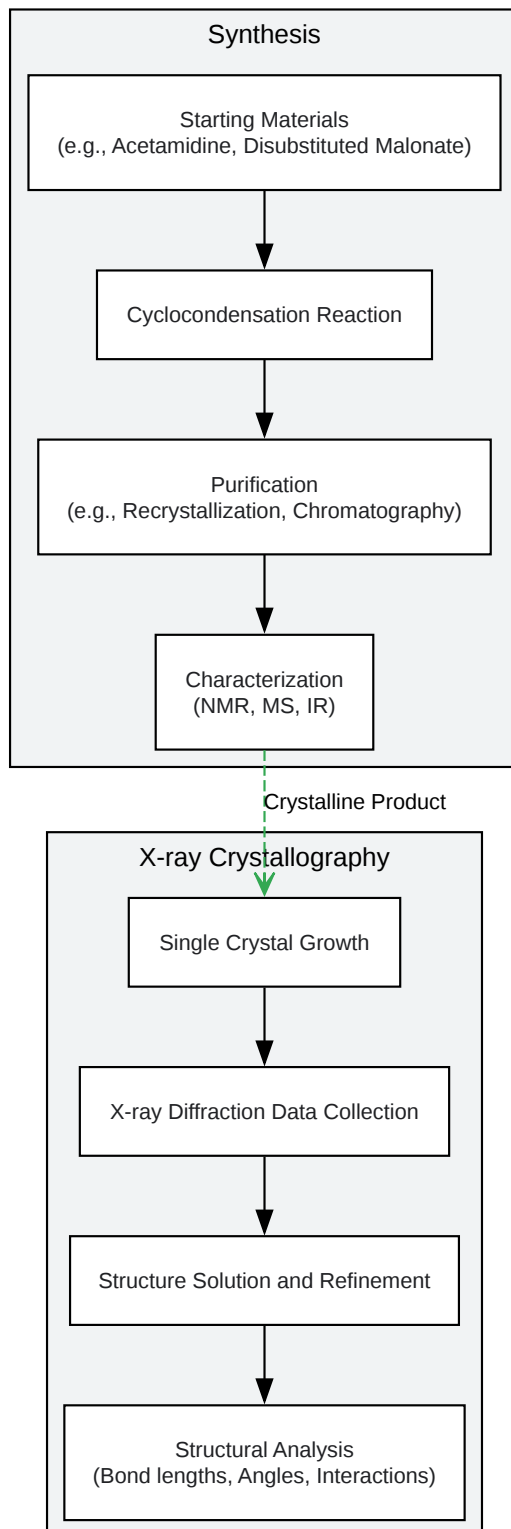 Synthesis
Starting Materials
(e.g., Acetamidine, Disubstituted Malonate)
Cyclocondensation Reaction
Purification
(e.g., Recrystallization, Chromatography)
Characterization
(NMR, MS, IR)
Crystalline Product
X-ray Crystallography
Single Crystal Growth
X-ray Diffraction Data Collection
Structure Solution and Refinement
Structural Analysis
(Bond lengths, Angles, Interactions)